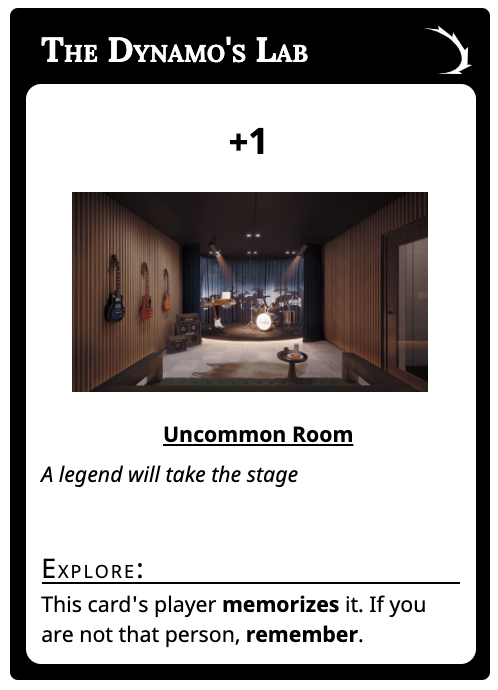 The Dynamo's Lab
+1
Uncommon Room
A legend will take the stage
Explore:
This card's player memorizes it. If you
are not that person, remember.